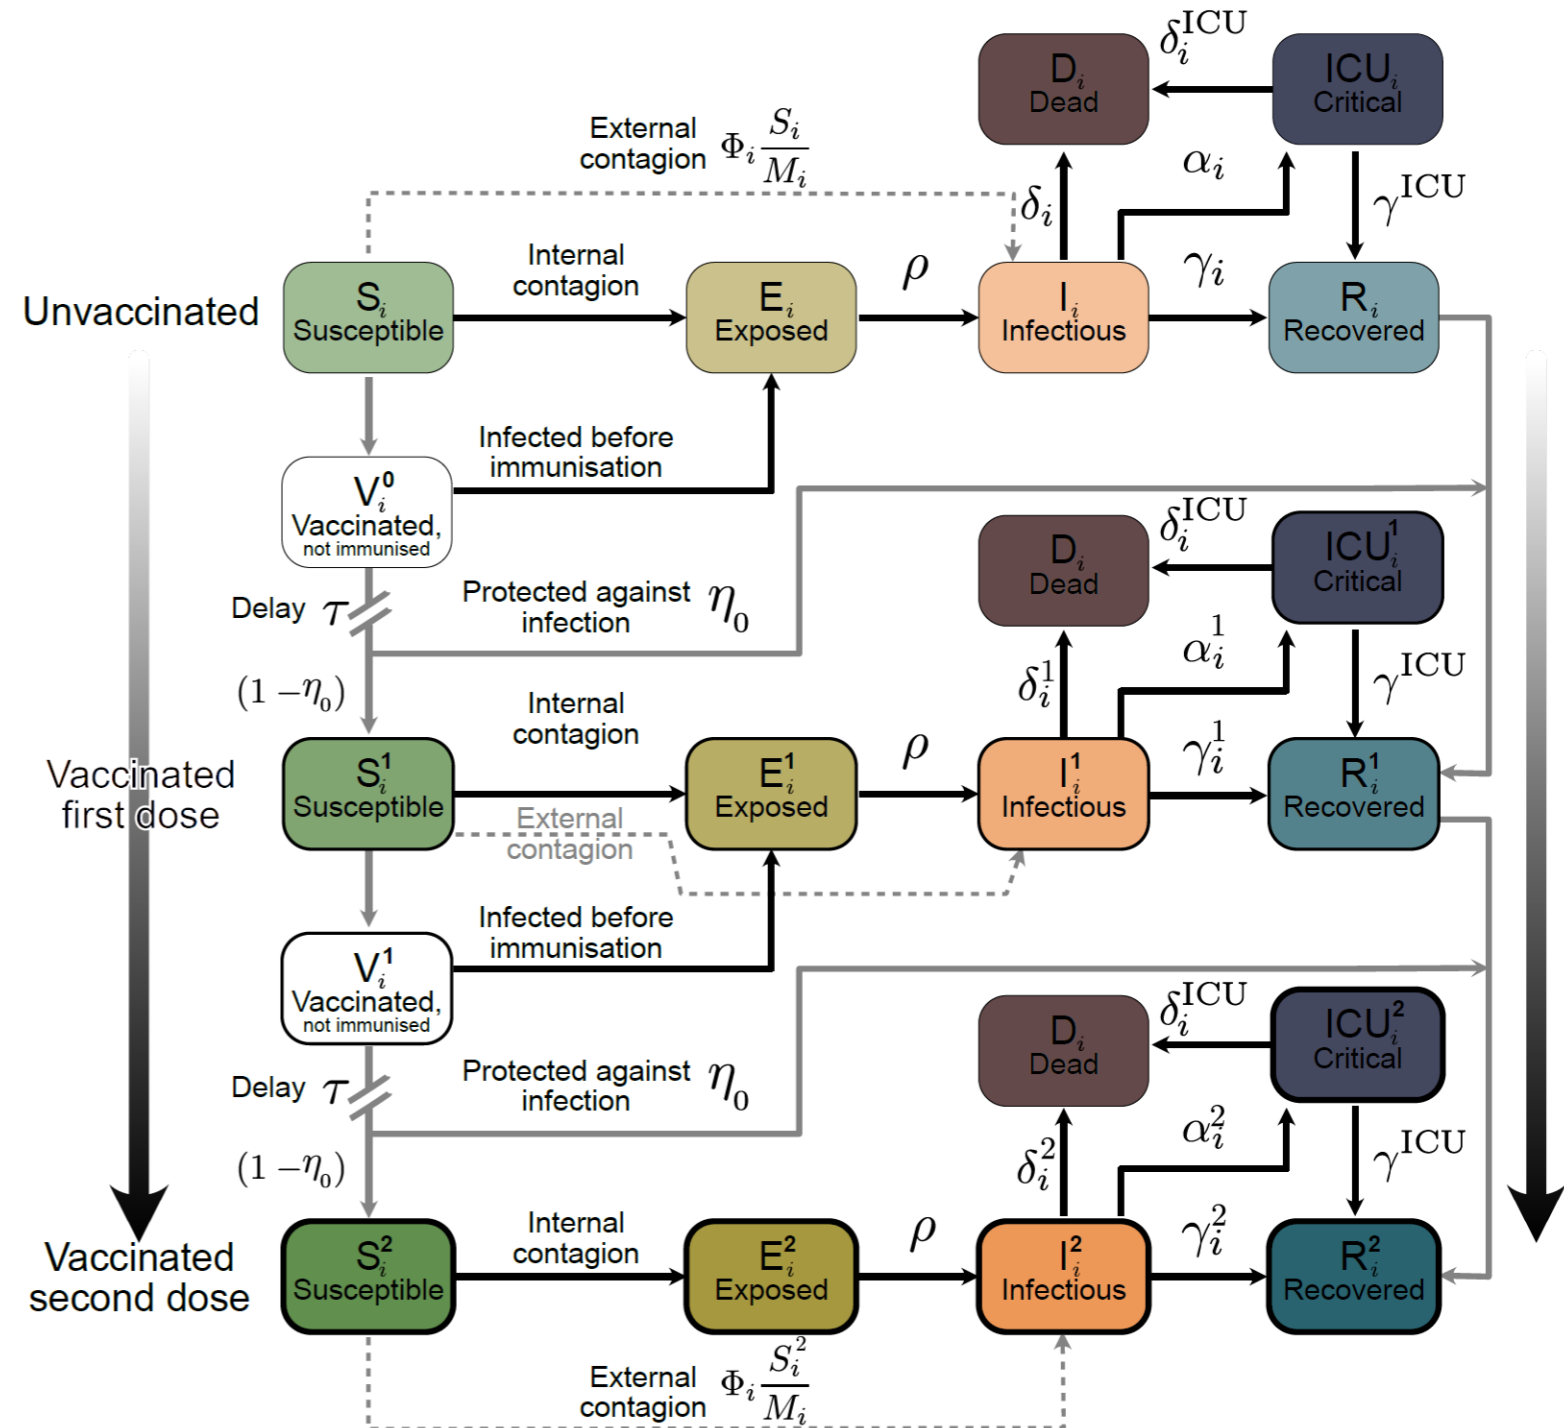 δ_i^ICU
D_i
Dead
ICU_i
Critical
External
contagion Φ_i S_i/M_i
α_i
δ_i
γ^ICU
Unvaccinated
S_i
Susceptible
Internal
contagion
E_i
Exposed
ρ
I_i
Infectious
γ_i
R_i
Recovered
V_i^0
Vaccinated,
not immunised
Infected before
immunisation
Delay τ
Protected against
infection η_0
(1 − η_0)
δ_i^ICU
D_i
Dead
ICU_i^1
Critical
α_i^1
δ_i^1
γ^ICU
Vaccinated
first dose
S_i^1
Susceptible
Internal
contagion
External
contagion
E_i^1
Exposed
ρ
I_i^1
Infectious
γ_i^1
R_i^1
Recovered
V_i^1
Vaccinated,
not immunised
Infected before
immunisation
Delay τ
Protected against
infection η_0
(1 − η_0)
δ_i^ICU
D_i
Dead
ICU_i^2
Critical
α_i^2
δ_i^2
γ^ICU
Vaccinated
second dose
S_i^2
Susceptible
Internal
contagion
E_i^2
Exposed
ρ
I_i^2
Infectious
γ_i^2
R_i^2
Recovered
External
contagion Φ_i S_i^2/M_i